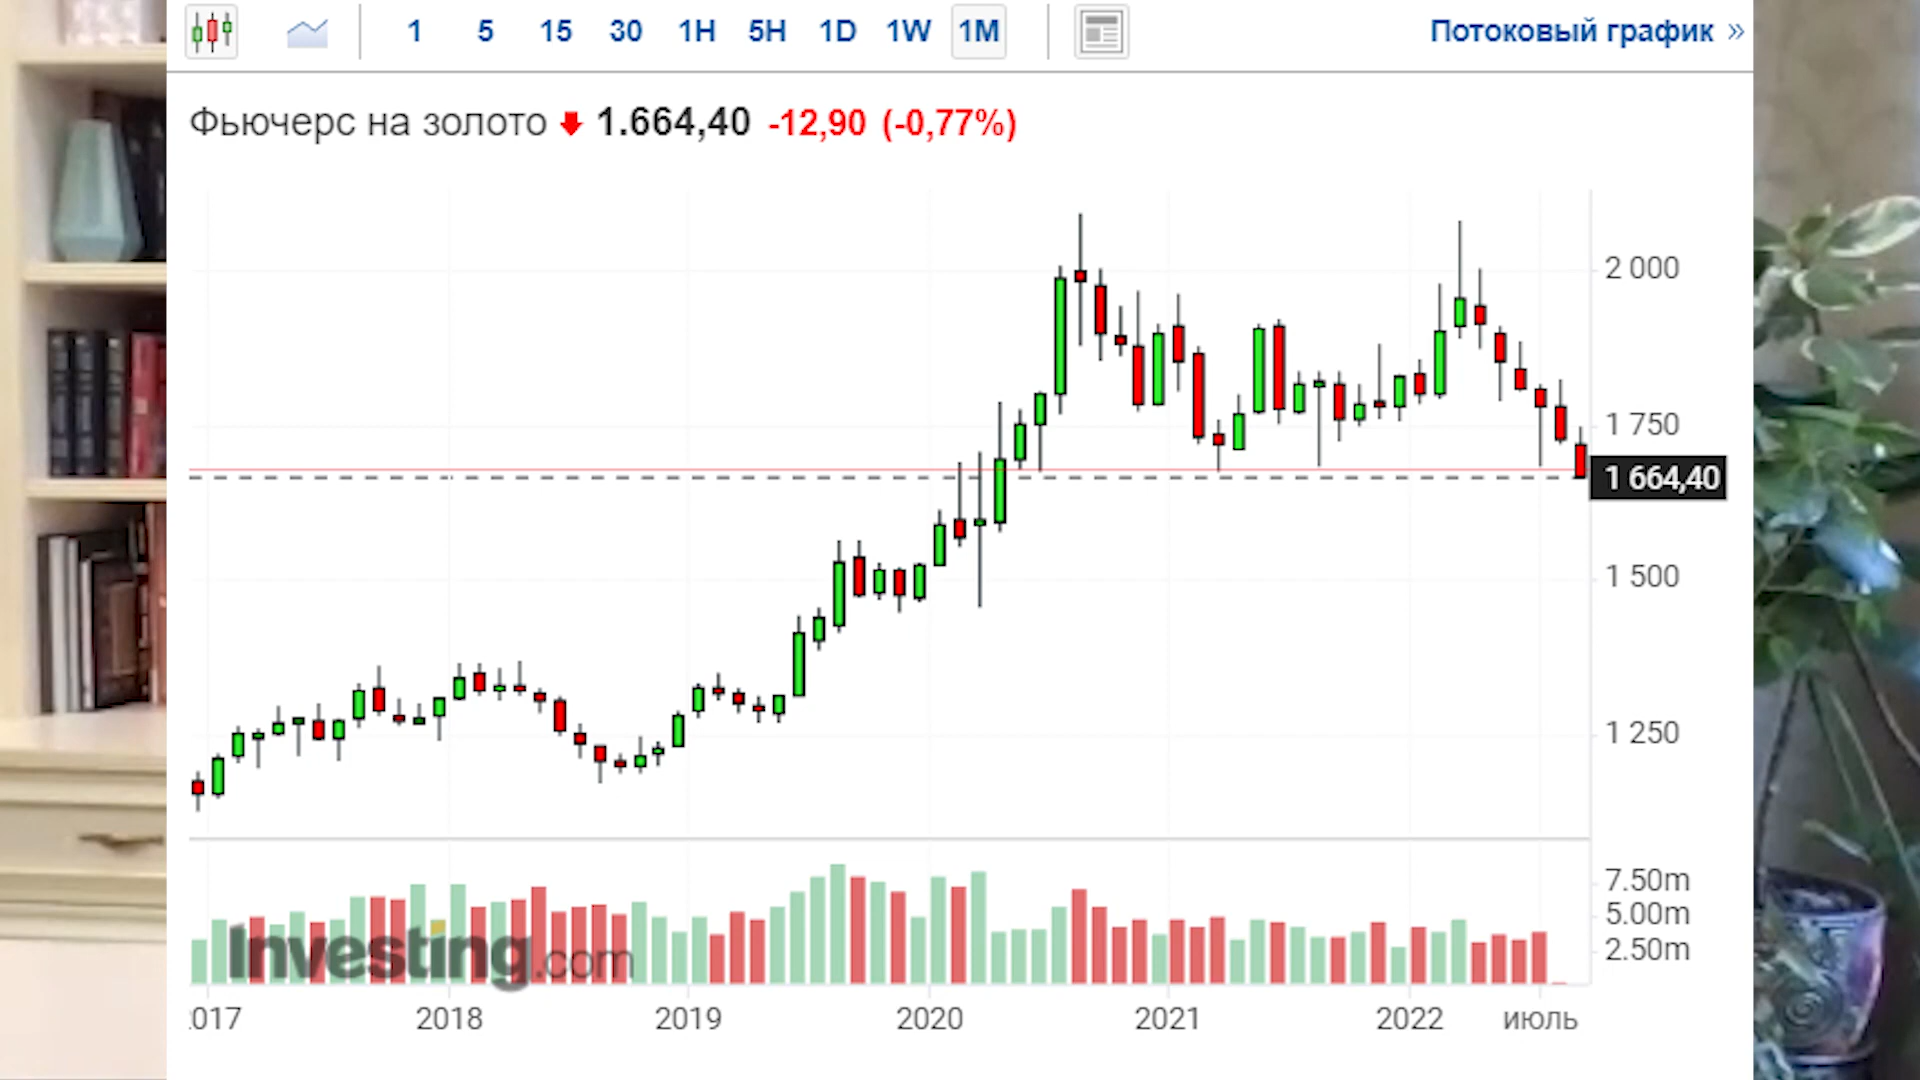 1 5 15 30 1H 5H 1D 1W 1M Потоковый график »
Фьючерс на золото 1.664,40 -12,90 (-0,77%)
2 000
1 750
1 664,40
1 500
1 250
7.50m
5.00m
2.50m
Investing.com
2017 2018 2019 2020 2021 2022 июль